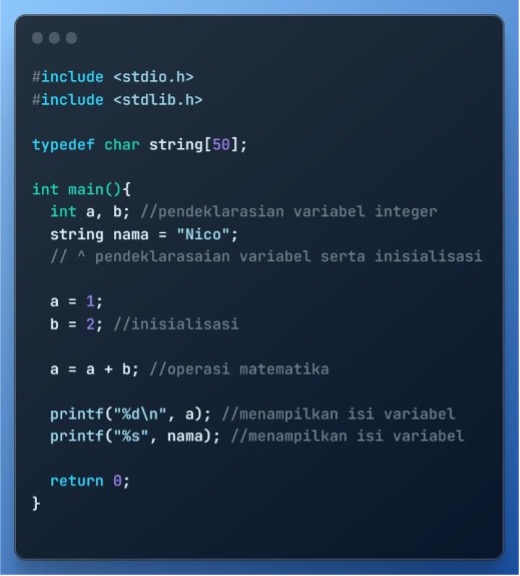 #include <stdio.h>
#include <stdlib.h>
typedef char string[50];
int main(){
int a, b; //pendeklarasian variabel integer
string nama = "Nico";
// ^ pendeklarasaian variabel serta inisialisasi
a = 1;
b = 2; //inisialisasi
a = a + b; //operasi matematika
printf("%d\n", a); //menampilkan isi variabel
printf("%s", nama); //menampilkan isi variabel
return 0;
}